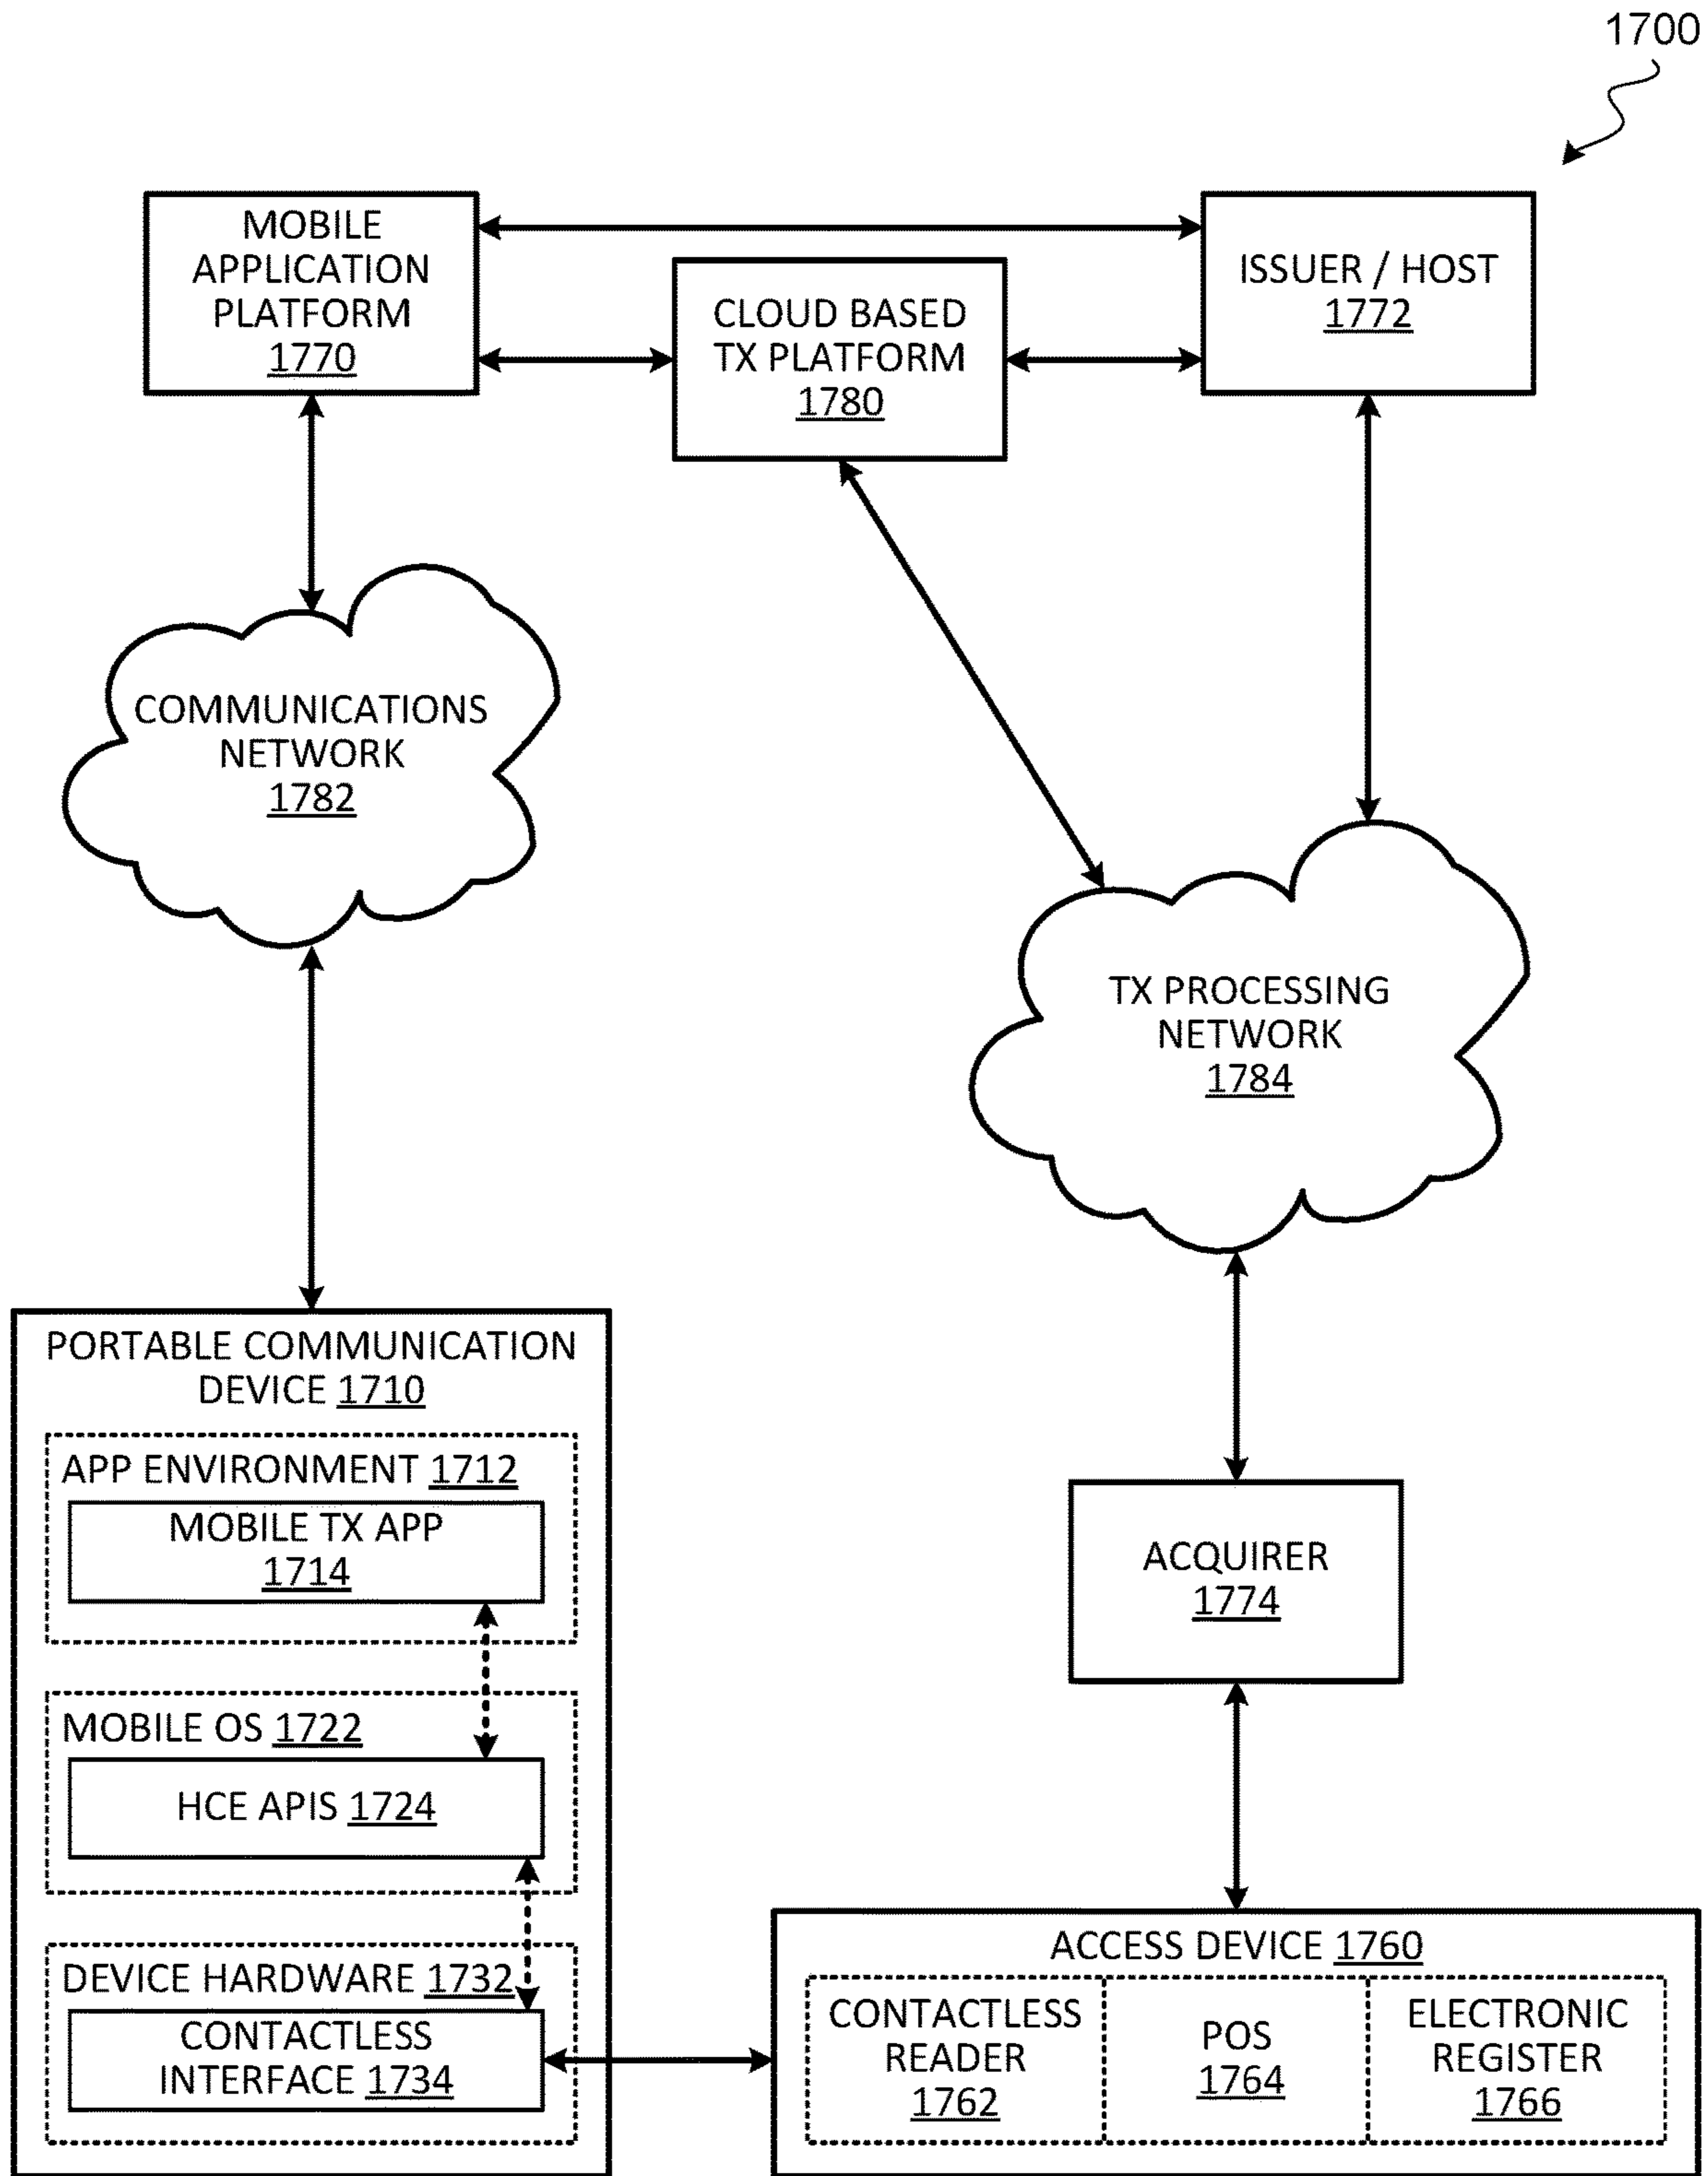 1700
MOBILE
APPLICATION
PLATFORM
1770
CLOUD BASED
TX PLATFORM
1780
ISSUER / HOST
1772
COMMUNICATIONS
NETWORK
1782
TX PROCESSING
NETWORK
1784
PORTABLE COMMUNICATION
DEVICE 1710
APP ENVIRONMENT 1712
MOBILE TX APP
1714
MOBILE OS 1722
HCE APIS 1724
DEVICE HARDWARE 1732
CONTACTLESS
INTERFACE 1734
ACQUIRER
1774
ACCESS DEVICE 1760
CONTACTLESS
READER
1762
POS
1764
ELECTRONIC
REGISTER
1766